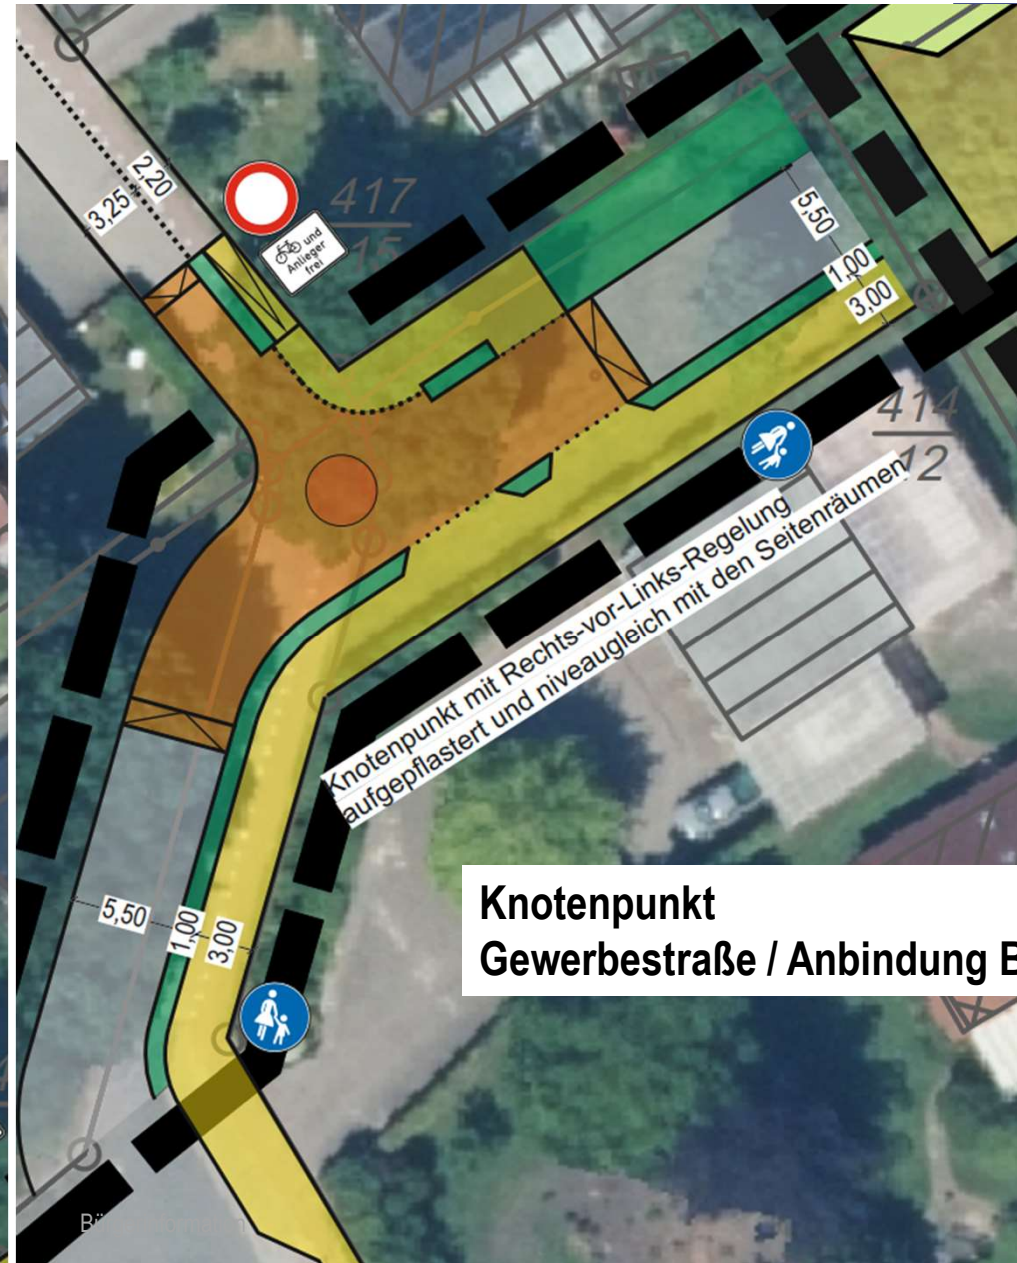 2,20
3,25
417
15
und
Anlieger
frei
5,50
1,00
3,00
414
12
Knotenpunkt mit Rechts-vor-Links-Regelung
aufgepflastert und niveaugleich mit den Seitenräumen
Knotenpunkt
Gewerbestraße / Anbindung B
5,50
1,00
3,00